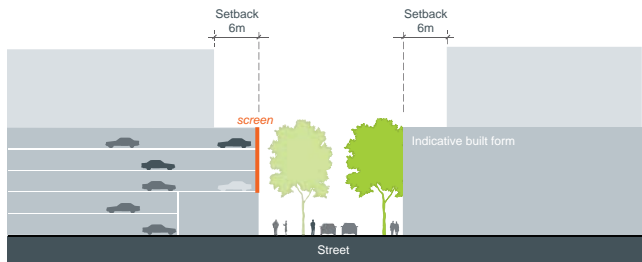 Setback
6m
Setback
6m
screen
Indicative built form
Street